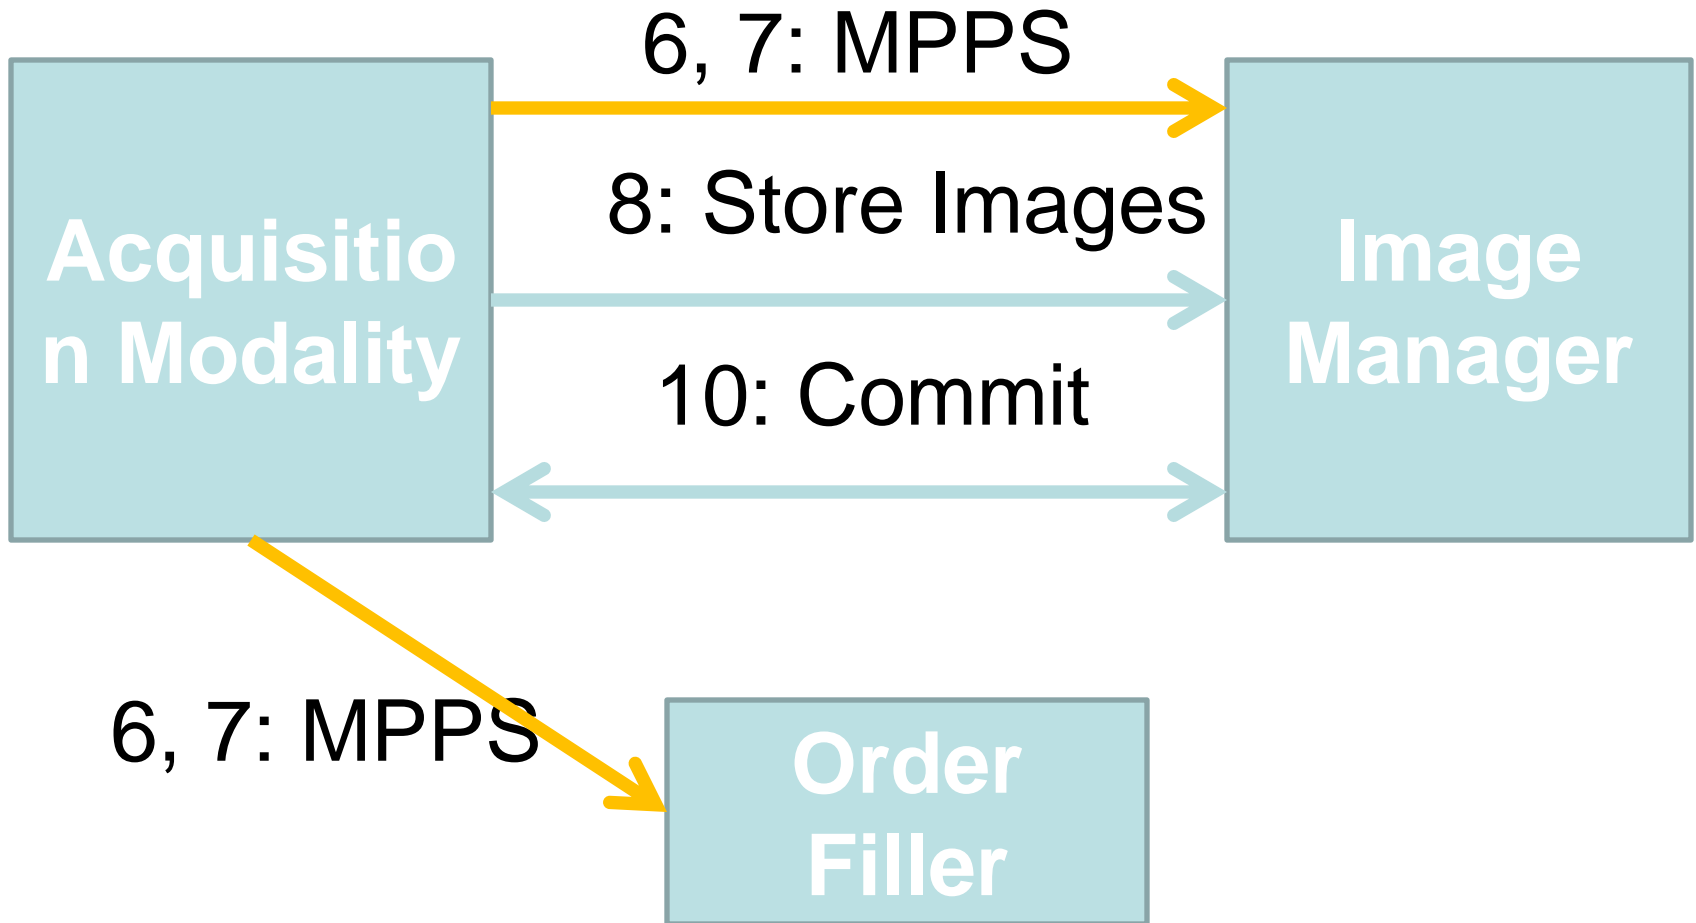 6, 7: MPPS
8: Store Images
10: Commit
Acquisitio
n Modality
Image
Manager
6, 7: MPPS
Order
Filler